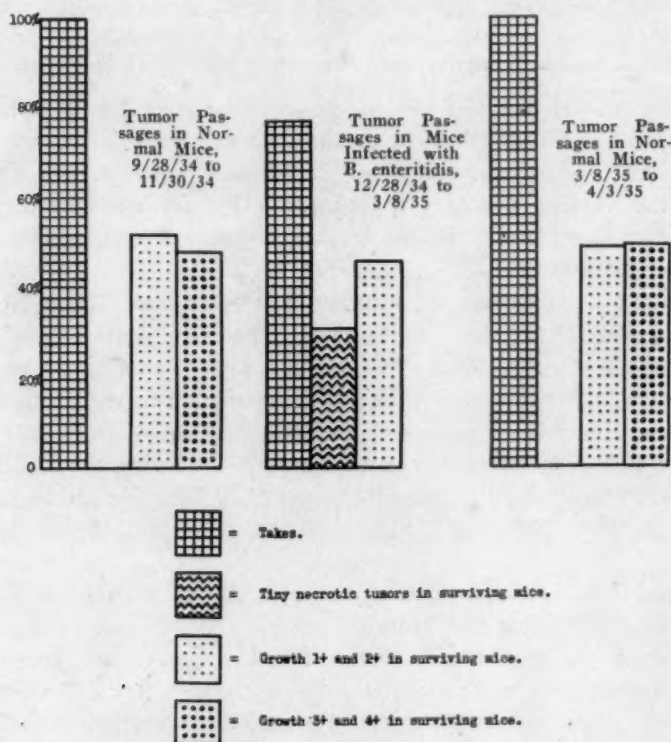 100%
80%
60%
40%
20%
0
Tumor Pas-
sages in Nor-
mal Mice,
9/28/34 to
11/30/34
Tumor Pas-
sages in Mice
Infected with
B. enteritidis,
12/28/34 to
3/8/35
Tumor Pas-
sages in Nor-
mal Mice,
3/8/35 to
4/3/35
= Takes.
= Tiny necrotic tumors in surviving mice.
= Growth 1+ and 2+ in surviving mice.
= Growth 3+ and 4+ in surviving mice.